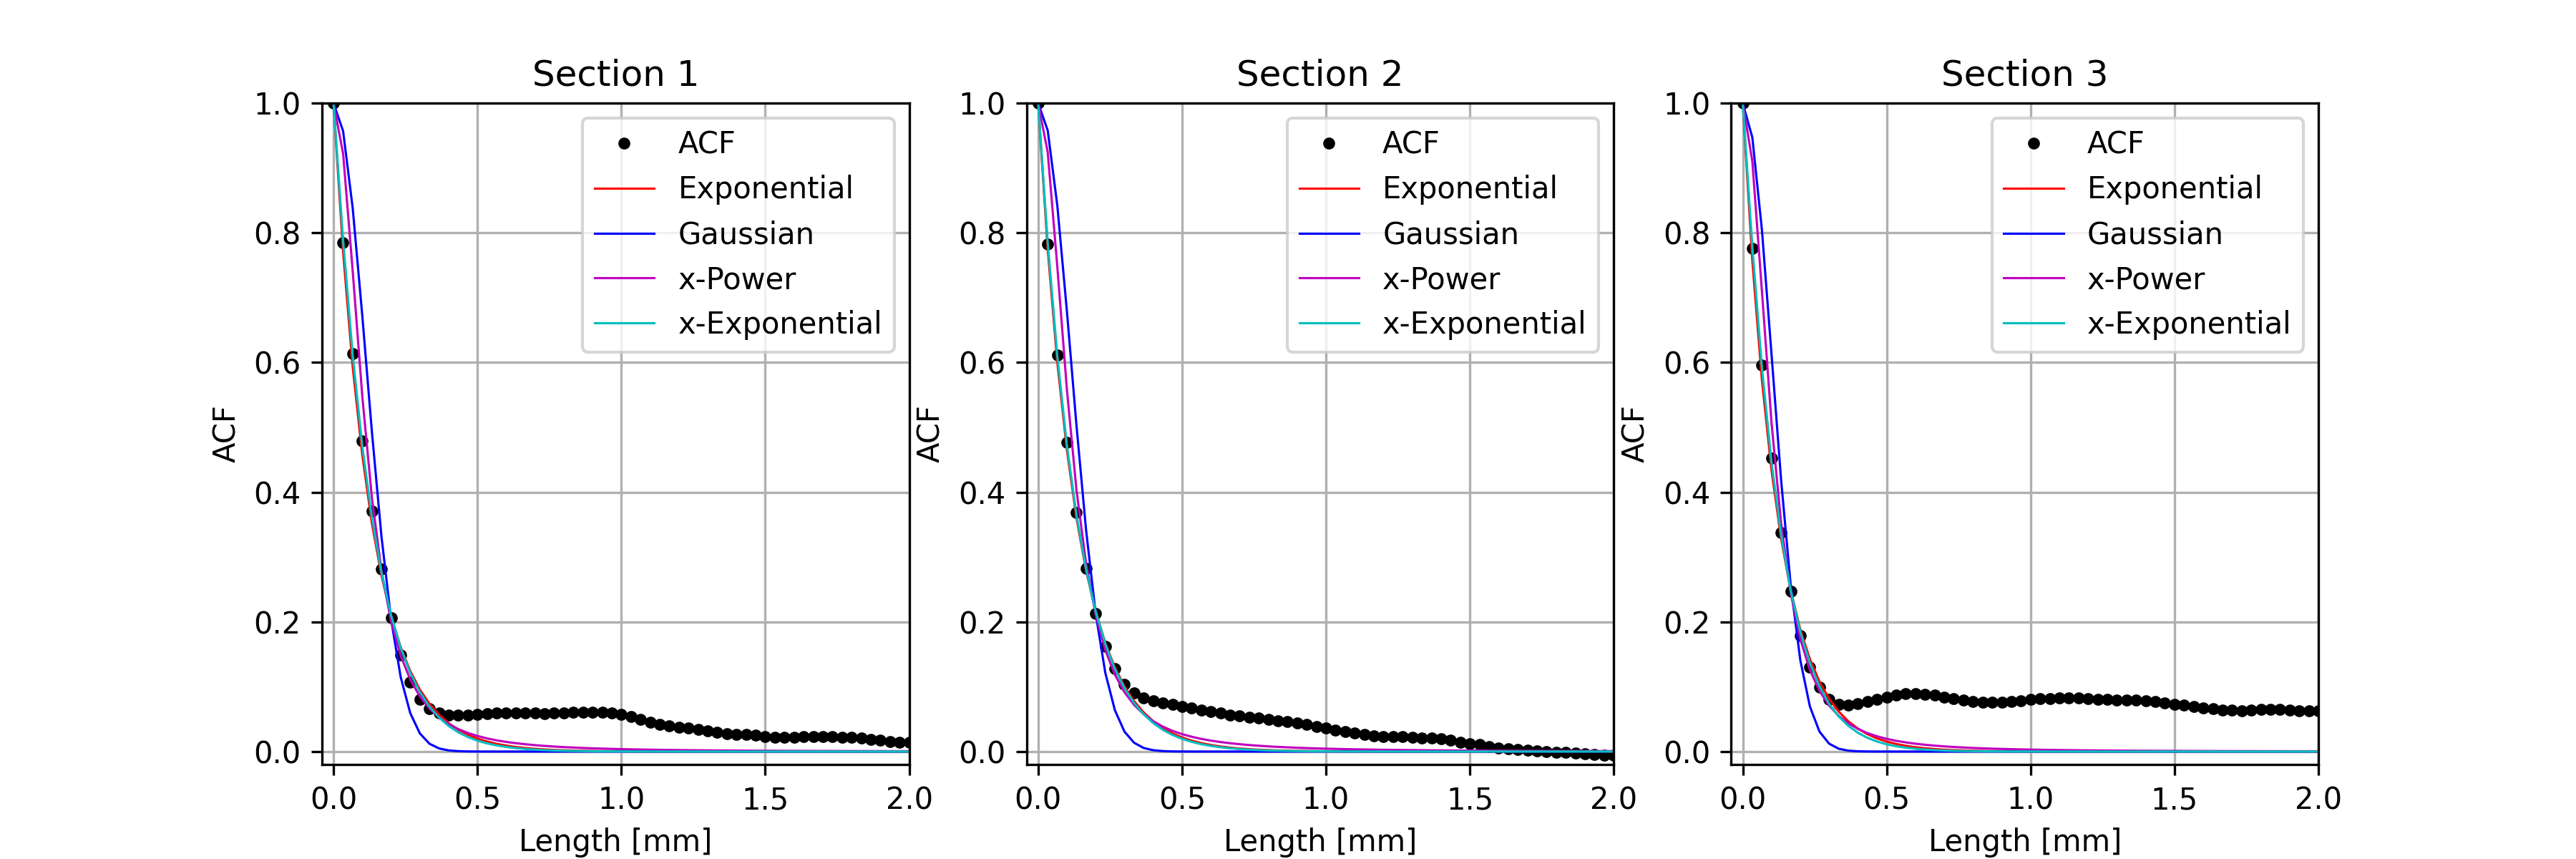 Section 1
1.0
0.8
0.6
0.4
0.2
0.0
ACF
ACF
Exponential
Gaussian
x-Power
x-Exponential
0.0 0.5 1.0 1.5 2.0
Length [mm]
Section 2
1.0
0.8
0.6
0.4
0.2
0.0
ACF
ACF
Exponential
Gaussian
x-Power
x-Exponential
0.0 0.5 1.0 1.5 2.0
Length [mm]
Section 3
1.0
0.8
0.6
0.4
0.2
0.0
ACF
ACF
Exponential
Gaussian
x-Power
x-Exponential
0.0 0.5 1.0 1.5 2.0
Length [mm]